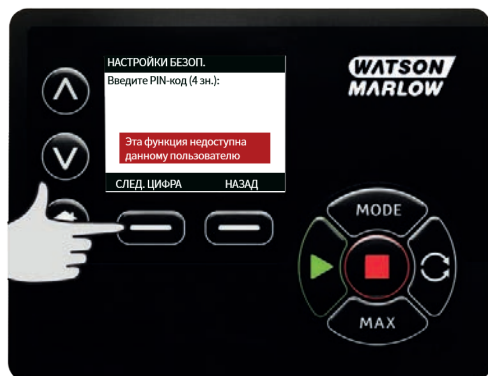 НАСТРОЙКИ БЕЗОП.
Введите PIN-код (4 зн.):
Эта функция недоступна
данному пользователю
СЛЕД. ЦИФРА НАЗАД
WATSON
MARLOW
MODE
MAX